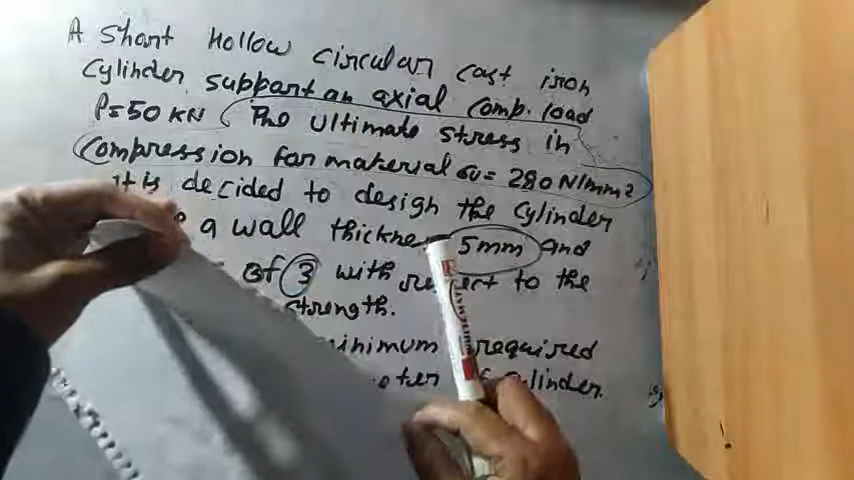 A short Hollow circular cast iron
Cylinder support an axial comp. load
P=50 KN The Ultimate stress in
Compression for material σu = 280 N/mm2
it is decided to design the Cylinder
a wall thickne 5mm and
of 3 with to the
strength.
inimum required
of cylinder.